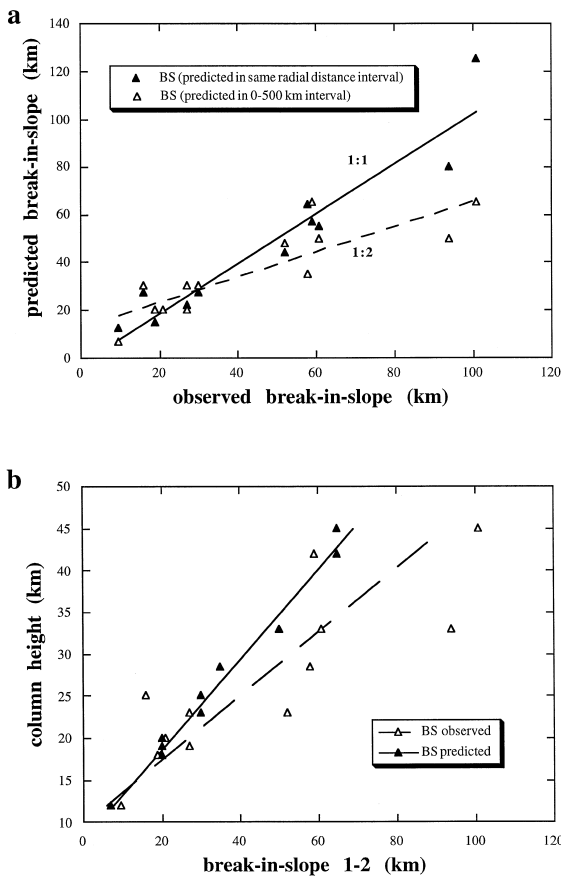 a
140
120
100
80
60
40
20
0
predicted break-in-slope (km)
BS (predicted in same radial distance interval)
BS (predicted in 0-500 km interval)
1:1
1:2
0 20 40 60 80 100 120
observed break-in-slope (km)
b
50
45
40
35
30
25
20
15
10
column height (km)
BS observed
BS predicted
0 20 40 60 80 100 120
break-in-slope 1-2 (km)